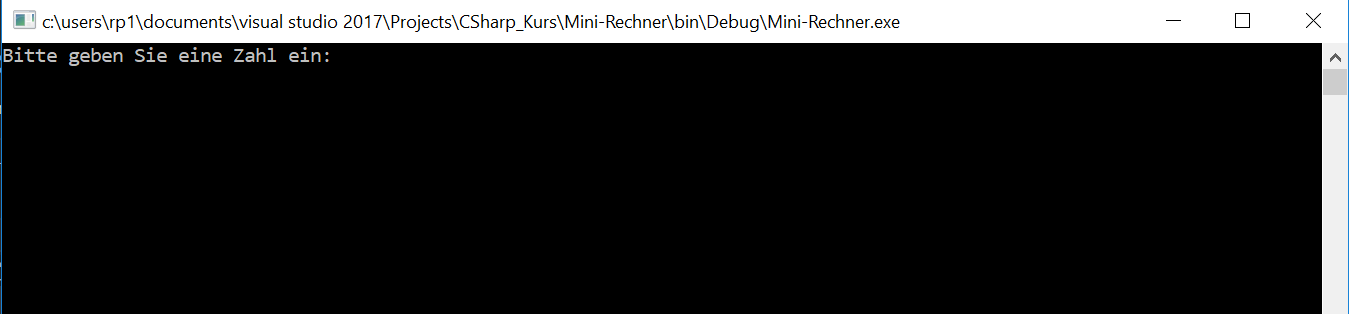 c:\users\rp1\documents\visual studio 2017\Projects\CSharp_Kurs\Mini-Rechner\bin\Debug\Mini-Rechner.exe
Bitte geben Sie eine Zahl ein: